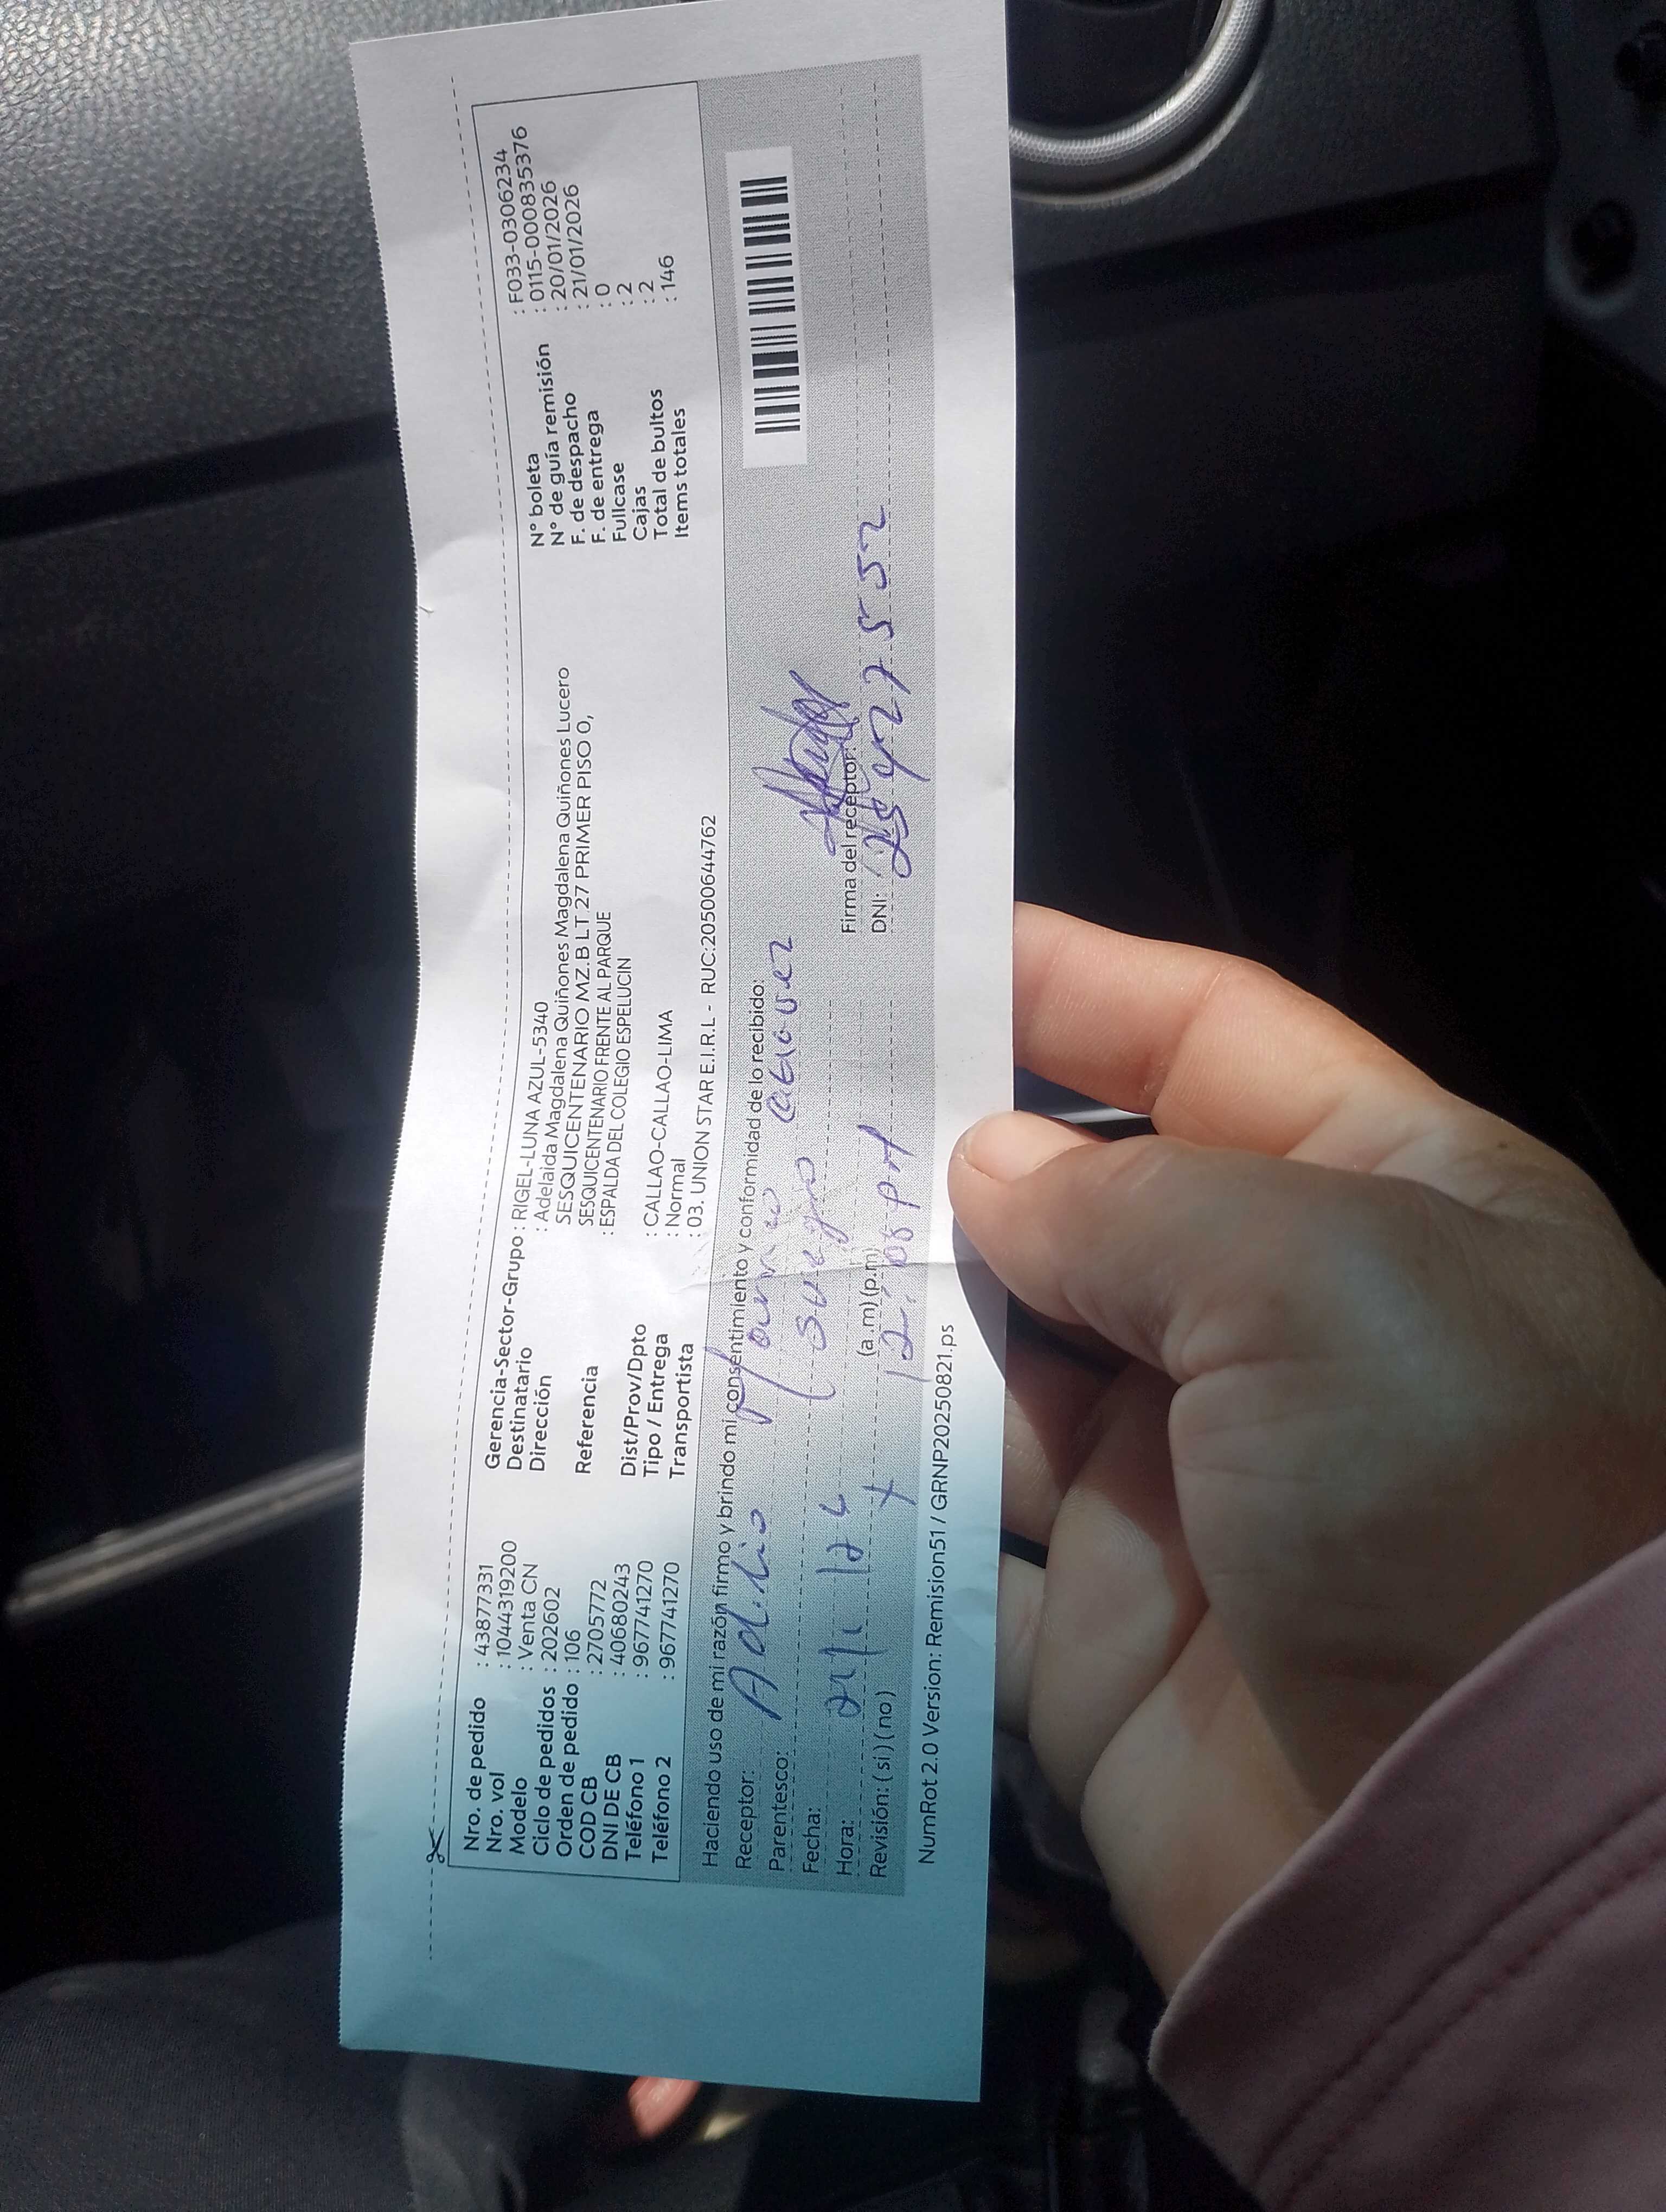 Nro. de pedido : 43877331
Nro. vol : 1044319200
Modelo : Venta CN
Ciclo de pedidos : 202602
Orden de pedido : 106
COD CB : 2705772
DNI DE CB : 40680243
Teléfono 1 : 967741270
Teléfono 2 : 967741270
Gerencia-Sector-Grupo : RIGEL-LUNA AZUL-5340
Destinatario : Adelaida Magdalena Quiñones Magdalena Quiñones Lucero
Dirección SESQUICENTENARIO MZ.B LT 27 PRIMER PISO 0,
SESQUICENTENARIO FRENTE AL PARQUE
Referencia : ESPALDA DEL COLEGIO ESPELUCIN
Dist/Prov/Dpto : CALLAO-CALLAO-LIMA
Tipo / Entrega : Normal
Transportista : 03. UNION STAR E.I.R.L - RUC:20500644762
N° boleta : F033-0306234
N° de guía remisión : 0115-000835376
F. de despacho : 20/01/2026
F. de entrega : 21/01/2026
Fullcase : 0
Cajas : 2
Total de bultos : 2
Items totales : 146
Haciendo uso de mi razón firmo y brindo mi consentimiento y conformidad de lo recibido:
Receptor:
Parentesco: suegro
Fecha:
Hora: (a.m) (p.m) 12:08 pm
Revisión: ( si ) ( no )
Firma del receptor:
DNI: 25427552
NumRot 2.0 Version: Remision51 / GRNP20250821.ps